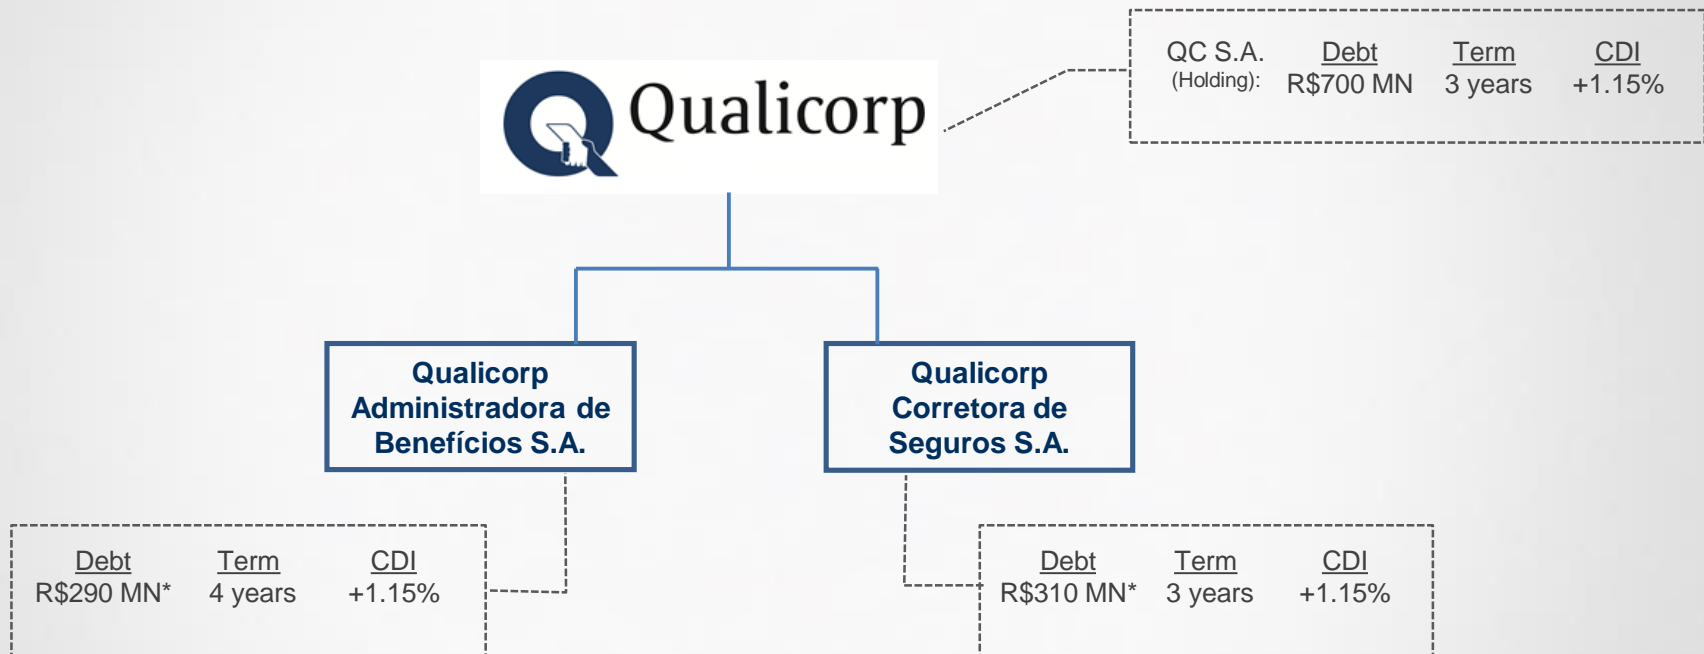 QC S.A. Debt Term CDI
(Holding): R$700 MN 3 years +1.15%
Qualicorp
Qualicorp
Administradora de
Benefícios S.A.
Qualicorp
Corretora de
Seguros S.A.
Debt Term CDI
R$290 MN* 4 years +1.15%
Debt Term CDI
R$310 MN* 3 years +1.15%